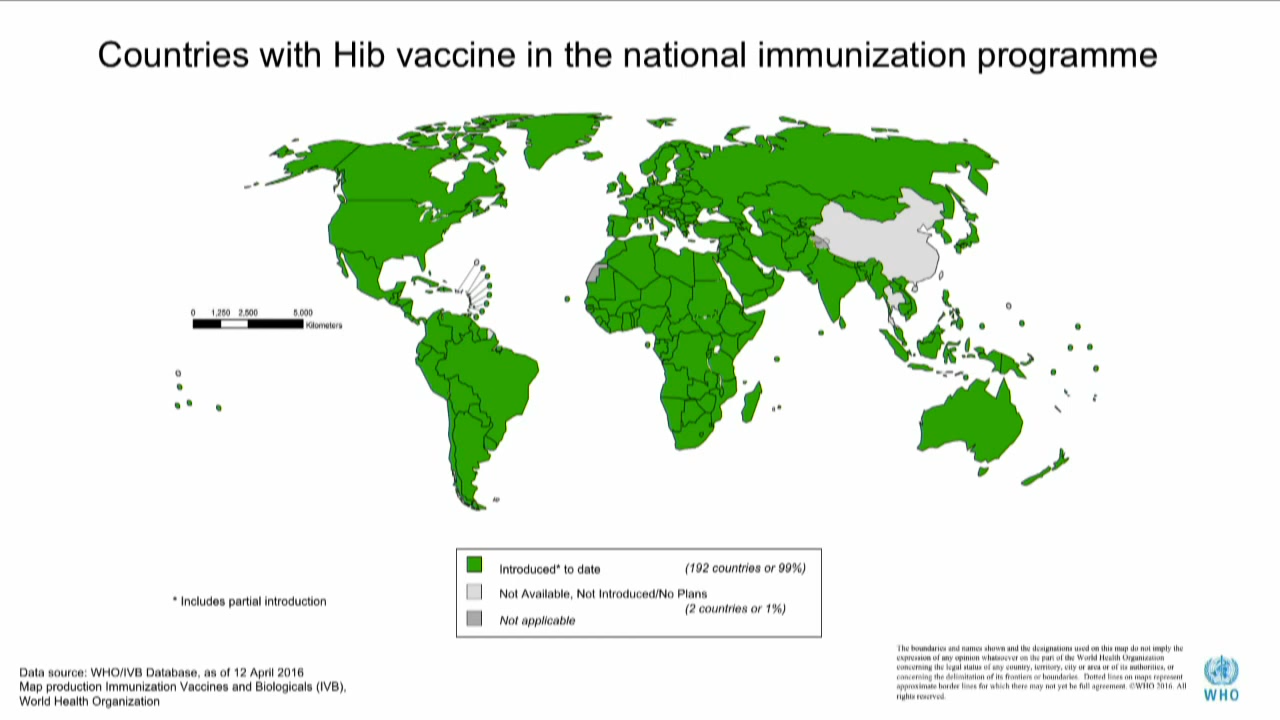 Countries with Hib vaccine in the national immunization programme
0 1,250 2,500 5,000
Kilometers
Introduced* to date (192 countries or 99%)
Not Available, Not Introduced/No Plans
(2 countries or 1%)
Not applicable
* Includes partial introduction
Data source: WHO/IVB Database, as of 12 April 2016
Map production Immunization Vaccines and Biologicals (IVB),
World Health Organization
The boundaries and names shown and the designations used on this map do not imply the
expression of any opinion whatsoever on the part of the World Health Organization
concerning the legal status of any country, territory, city or area or of its authorities, or
concerning the delimitation of its frontiers or boundaries. Dotted lines on maps represent
approximate border lines for which there may not yet be full agreement. ©WHO 2016. All
rights reserved.
WHO